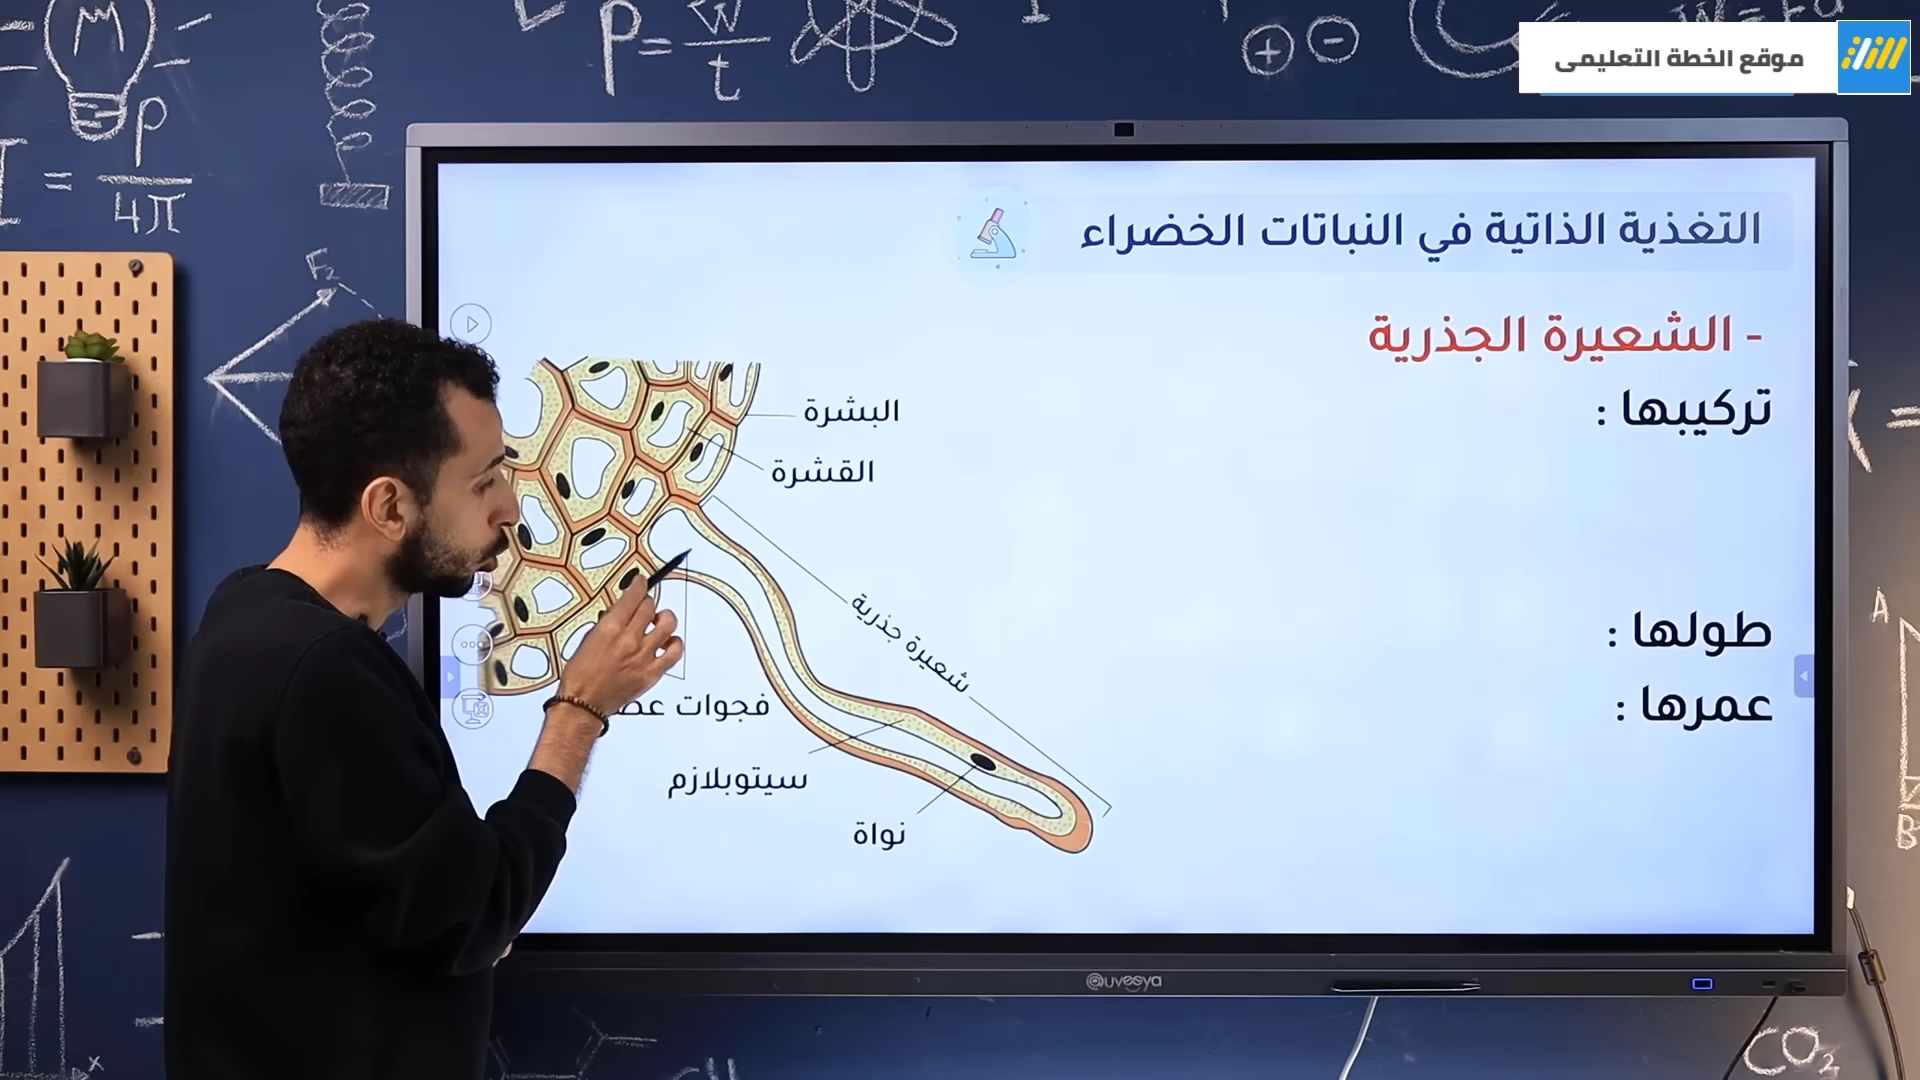 موقع الخطة التعليمى
P = W / t
M
P
I = P / 4π
F₂
التغذية الذاتية في النباتات الخضراء
- الشعيرة الجذرية
تركيبها :
طولها :
عمرها :
البشرة
القشرة
شعيرة جذرية
فجوات
سيتوبلازم
نواة
A
B
x
CO₂